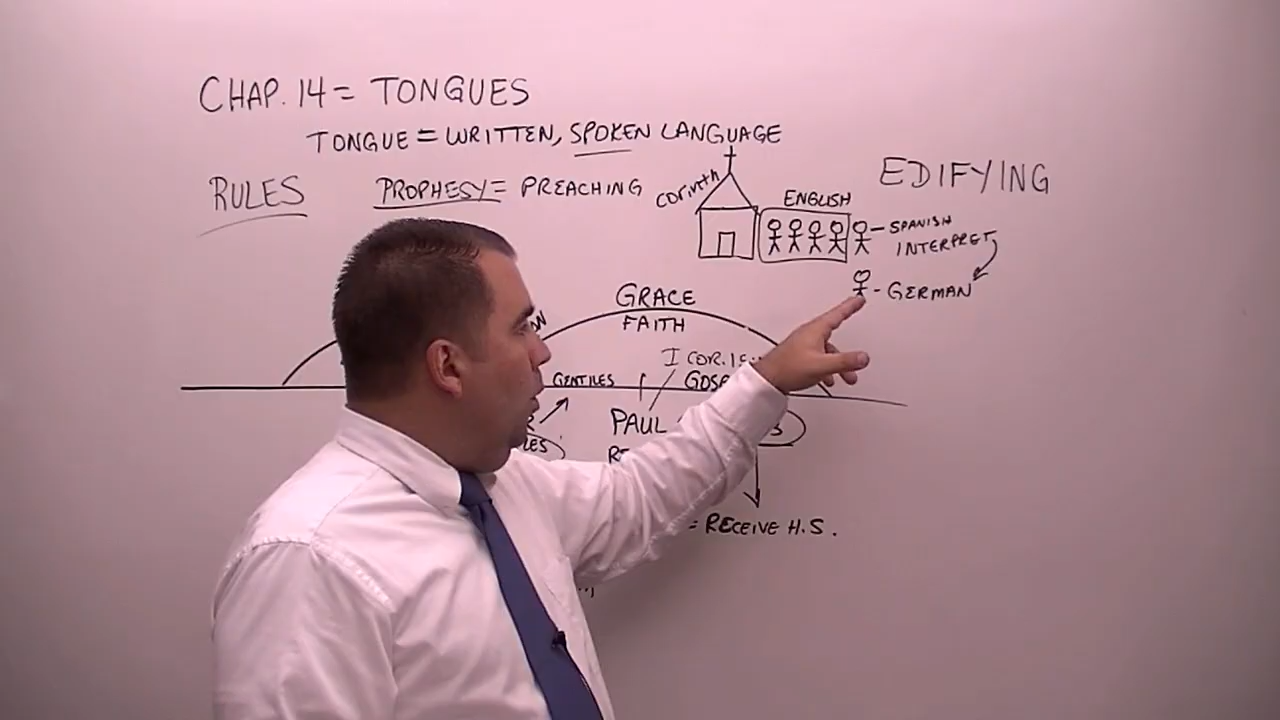 CHAP. 14 = TONGUES
TONGUE = WRITTEN, SPOKEN LANGUAGE
RULES
PROPHESY = PREACHING
corinth
ENGLISH
EDIFYING
SPANISH
INTERPRET
- GERMAN
GRACE
FAITH
I COR. 15
GENTILES
PAUL
= RECEIVE H.S.